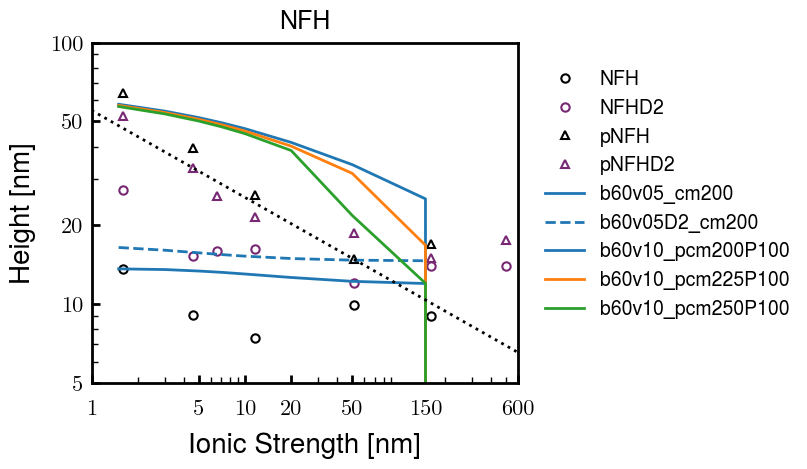 NFH
100
50
20
10
5
Height [nm]
1
5
10
20
50
150
600
Ionic Strength [nm]
NFH
NFHD2
pNFH
pNFHD2
b60v05_cm200
b60v05D2_cm200
b60v10_pcm200P100
b60v10_pcm225P100
b60v10_pcm250P100